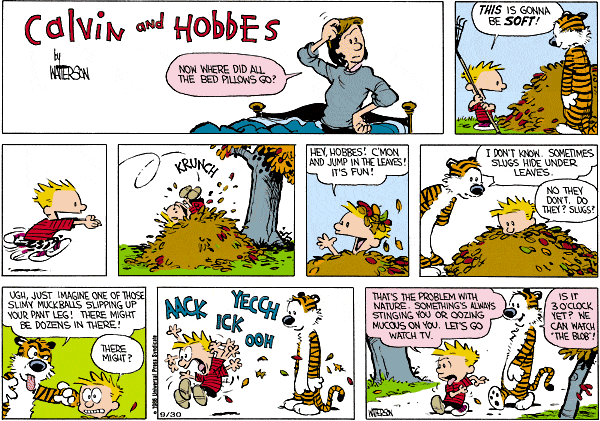 Calvin and Hobbes
by
WATTERSON
NOW WHERE DID ALL
THE BED PILLOWS GO?
THIS IS GONNA
BE SOFT!
KRUNCH
HEY, HOBBES! C'MON
AND JUMP IN THE LEAVES!
IT'S FUN!
I DON'T KNOW. SOMETIMES
SLUGS HIDE UNDER
LEAVES.
NO THEY
DON'T. DO
THEY? SLUGS?
UGH, JUST IMAGINE ONE OF THOSE
SLIMY MUCKBALLS SLIPPING UP
YOUR PANT LEG! THERE MIGHT
BE DOZENS IN THERE!
THERE
MIGHT?
AACK
YECCH
ICK
OOH
© 1986 Universal Press Syndicate
9/30
THAT'S THE PROBLEM WITH
NATURE. SOMETHING'S ALWAYS
STINGING YOU OR OOZING
MUCOUS ON YOU. LET'S GO
WATCH TV.
IS IT
3 O'CLOCK
YET? WE
CAN WATCH
"THE BLOB"!
WATTERSON